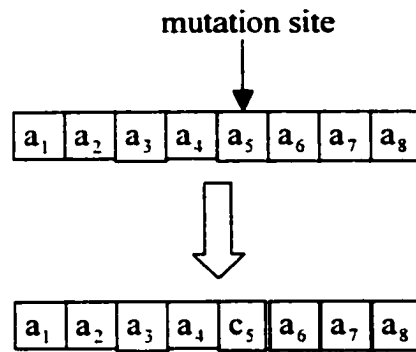 mutation site
a₁ a₂ a₃ a₄ a₅ a₆ a₇ a₈
a₁ a₂ a₃ a₄ c₅ a₆ a₇ a₈